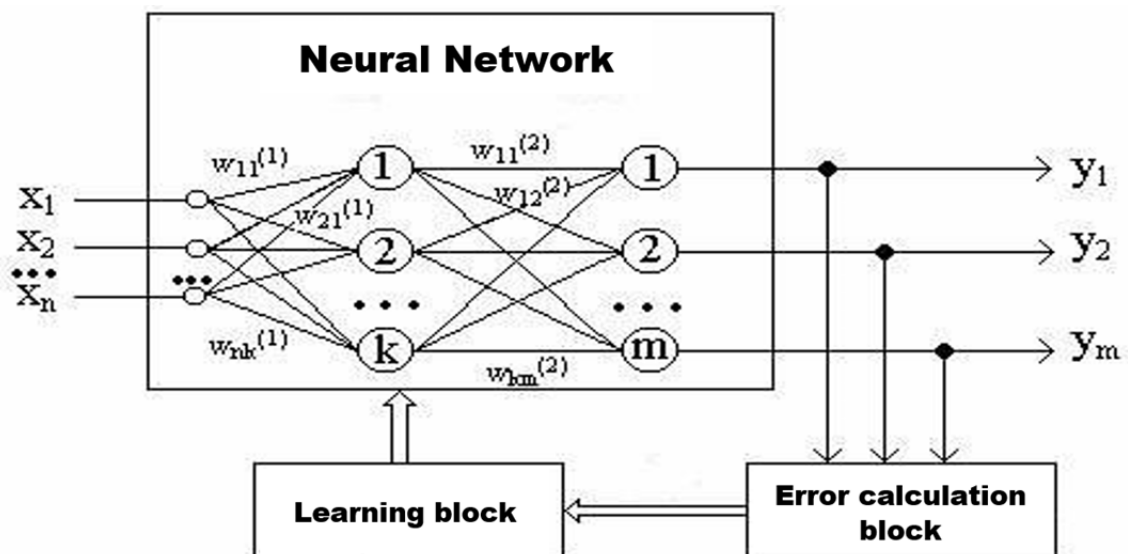 Neural Network
w₁₁⁽¹⁾
w₂₁⁽¹⁾
wₙₖ⁽¹⁾
w₁₁⁽²⁾
w₁₂⁽²⁾
wₖₘ⁽²⁾
x₁
x₂
•••
xₙ
•••
1
2
• • •
k
1
2
• • •
m
y₁
y₂
yₘ
Learning block
Error calculation
block